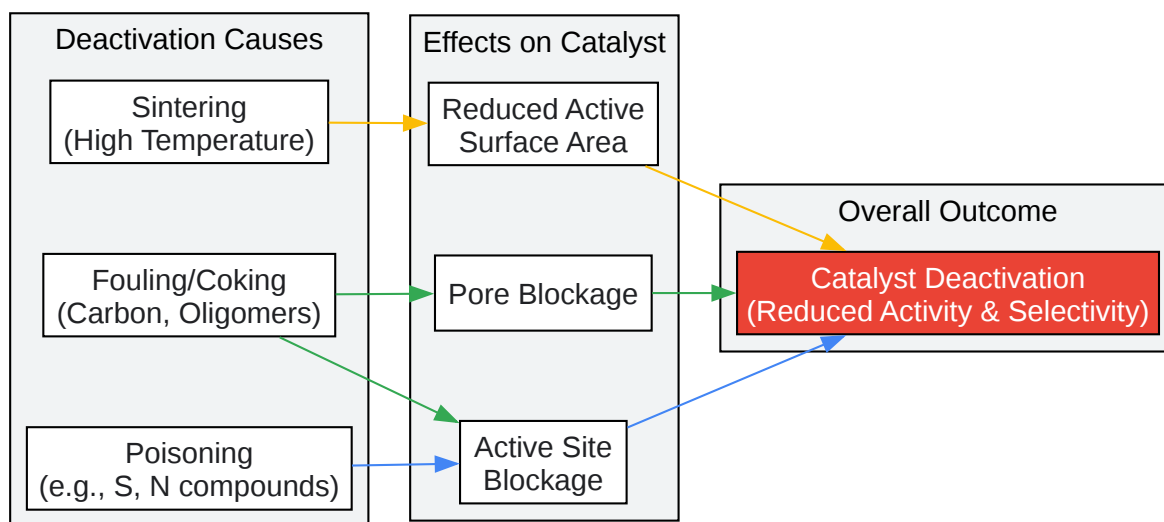 Deactivation Causes
Sintering
(High Temperature)
Fouling/Coking
(Carbon, Oligomers)
Poisoning
(e.g., S, N compounds)
Effects on Catalyst
Reduced Active
Surface Area
Pore Blockage
Active Site
Blockage
Overall Outcome
Catalyst Deactivation
(Reduced Activity & Selectivity)